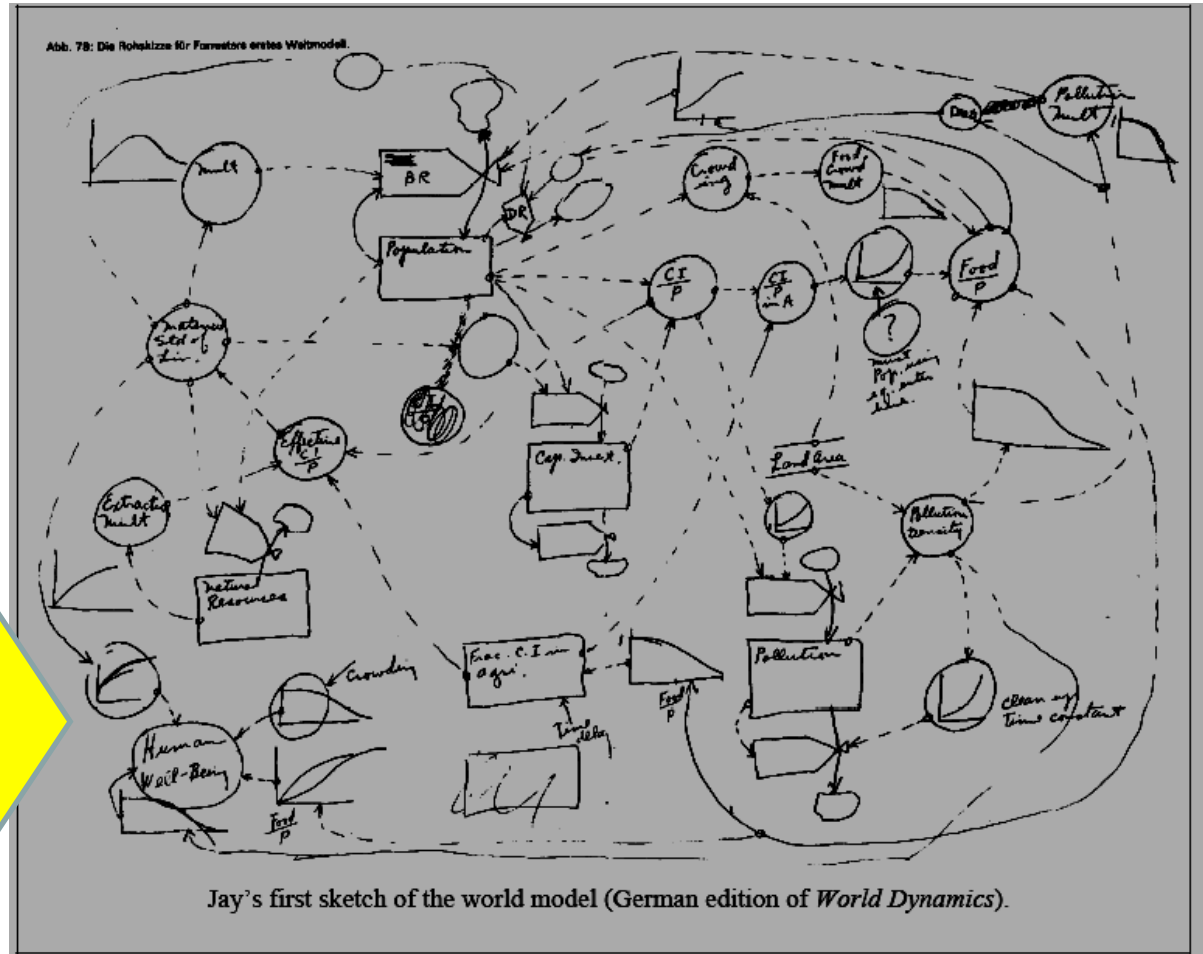 Abb. 78: Die Rohskizze für Forresters erstes Weltmodell.
Pollution
Mult
Mult
BR
Crowd
ing
Food
Crowd
Mult
DR
Population
CI
P
CI
P
in A
Food
P
?
must
Pop.
Material
Std of
Liv.
Effective
CI
P
Cap. Invest.
Land Area
Extraction
Mult
Pollution
Density
Natural
Resources
Frac. C.I in
agri.
Pollution
Crowding
Food
P
clean up
Time constant
Time
delay
Human
Well-Being
Food
P
Jay's first sketch of the world model (German edition of World Dynamics).